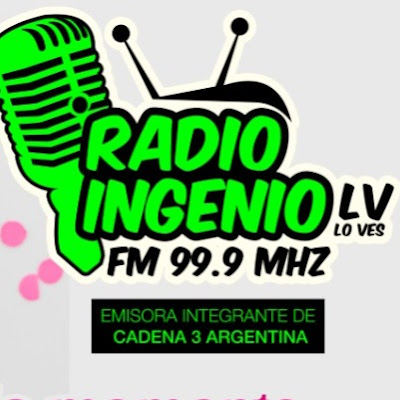 RADIO
INGENIO
LV
LO VES
FM 99.9 MHZ
EMISORA INTEGRANTE DE
CADENA 3 ARGENTINA